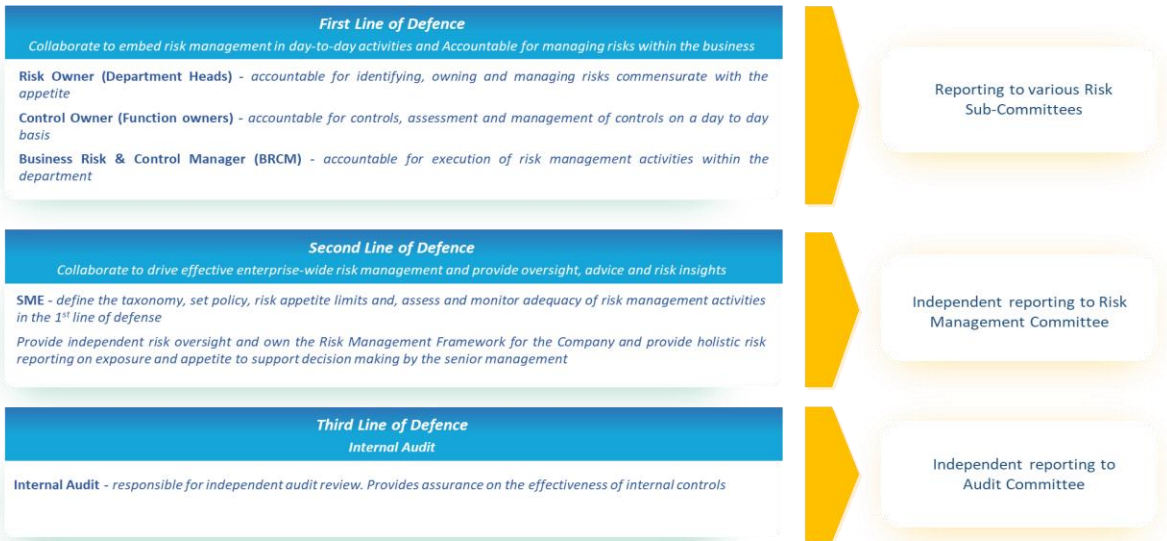 First Line of Defence
Collaborate to embed risk management in day-to-day activities and Accountable for managing risks within the business
Risk Owner (Department Heads) - accountable for identifying, owning and managing risks commensurate with the
appetite
Control Owner (Function owners) - accountable for controls, assessment and management of controls on a day to day
basis
Business Risk & Control Manager (BRCM) - accountable for execution of risk management activities within the
department
Reporting to various Risk
Sub-Committees
Second Line of Defence
Collaborate to drive effective enterprise-wide risk management and provide oversight, advice and risk insights
SME - define the taxonomy, set policy, risk appetite limits and, assess and monitor adequacy of risk management activities
in the 1st line of defense
Provide independent risk oversight and own the Risk Management Framework for the Company and provide holistic risk
reporting on exposure and appetite to support decision making by the senior management
Independent reporting to Risk
Management Committee
Third Line of Defence
Internal Audit
Internal Audit - responsible for independent audit review. Provides assurance on the effectiveness of internal controls
Independent reporting to
Audit Committee